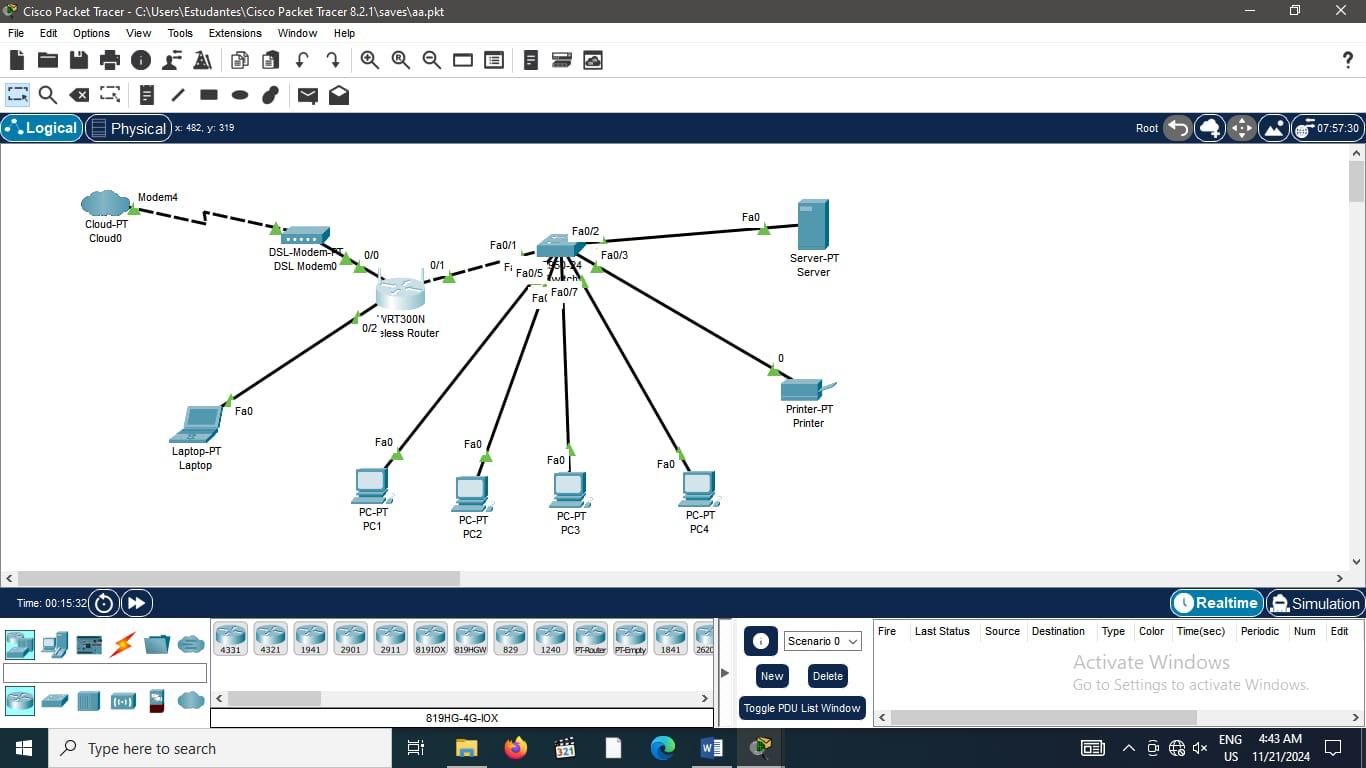 Cisco Packet Tracer - C:\Users\Estudantes\Cisco Packet Tracer 8.2.1\saves\aa.pkt
File Edit Options View Tools Extensions Window Help
Logical Physical x: 482, y: 319 Root 07:57:30
Modem4
Cloud-PT
Cloud0
DSL-Modem-PT
DSL Modem0
0/0
0/1
WRT300N
eless Router
0/2
Fa0/1
Fa0/2
Fa0/3
Fa0/5
Fa0/7
Fa0
Server-PT
Server
0
Printer-PT
Printer
Fa0
Laptop-PT
Laptop
Fa0
PC-PT
PC1
Fa0
PC-PT
PC2
Fa0
PC-PT
PC3
Fa0
PC-PT
PC4
Time: 00:15:32 Realtime Simulation
4331 4321 1941 2901 2911 819IOX 819HGW 829 1240 PT-Router PT-Empty 1841 2620
819HG-4G-IOX
Scenario 0
New Delete
Toggle PDU List Window
Fire Last Status Source Destination Type Color Time(sec) Periodic Num Edit
Activate Windows
Go to Settings to activate Windows.
Type here to search
321
ENG
US
4:43 AM
11/21/2024